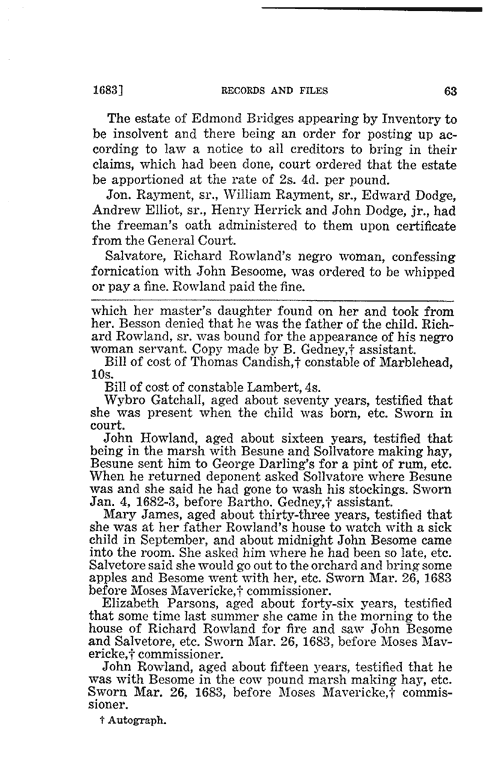 1683] RECORDS AND FILES 63
The estate of Edmond Bridges appearing by Inventory to
be insolvent and there being an order for posting up ac-
cording to law a notice to all creditors to bring in their
claims, which had been done, court ordered that the estate
be apportioned at the rate of 2s. 4d. per pound.
Jon. Rayment, sr., William Rayment, sr., Edward Dodge,
Andrew Elliot, sr., Henry Herrick and John Dodge, jr., had
the freeman's oath administered to them upon certificate
from the General Court.
Salvatore, Richard Rowland's negro woman, confessing
fornication with John Besoome, was ordered to be whipped
or pay a fine. Rowland paid the fine.
which her master's daughter found on her and took from
her. Besson denied that he was the father of the child. Rich-
ard Rowland, sr. was bound for the appearance of his negro
woman servant. Copy made by B. Gedney,† assistant.
Bill of cost of Thomas Candish,† constable of Marblehead,
10s.
Bill of cost of constable Lambert, 4s.
Wybro Gatchall, aged about seventy years, testified that
she was present when the child was born, etc. Sworn in
court.
John Howland, aged about sixteen years, testified that
being in the marsh with Besune and Sollvatore making hay,
Besune sent him to George Darling's for a pint of rum, etc.
When he returned deponent asked Sollvatore where Besune
was and she said he had gone to wash his stockings. Sworn
Jan. 4, 1682-3, before Bartho. Gedney,† assistant.
Mary James, aged about thirty-three years, testified that
she was at her father Rowland's house to watch with a sick
child in September, and about midnight John Besome came
into the room. She asked him where he had been so late, etc.
Salvetore said she would go out to the orchard and bring some
apples and Besome went with her, etc. Sworn Mar. 26, 1683
before Moses Mavericke,† commissioner.
Elizabeth Parsons, aged about forty-six years, testified
that some time last summer she came in the morning to the
house of Richard Rowland for fire and saw John Besome
and Salvetore, etc. Sworn Mar. 26, 1683, before Moses Mav-
ericke,† commissioner.
John Rowland, aged about fifteen years, testified that he
was with Besome in the cow pound marsh making hay, etc.
Sworn Mar. 26, 1683, before Moses Mavericke,† commis-
sioner.
† Autograph.